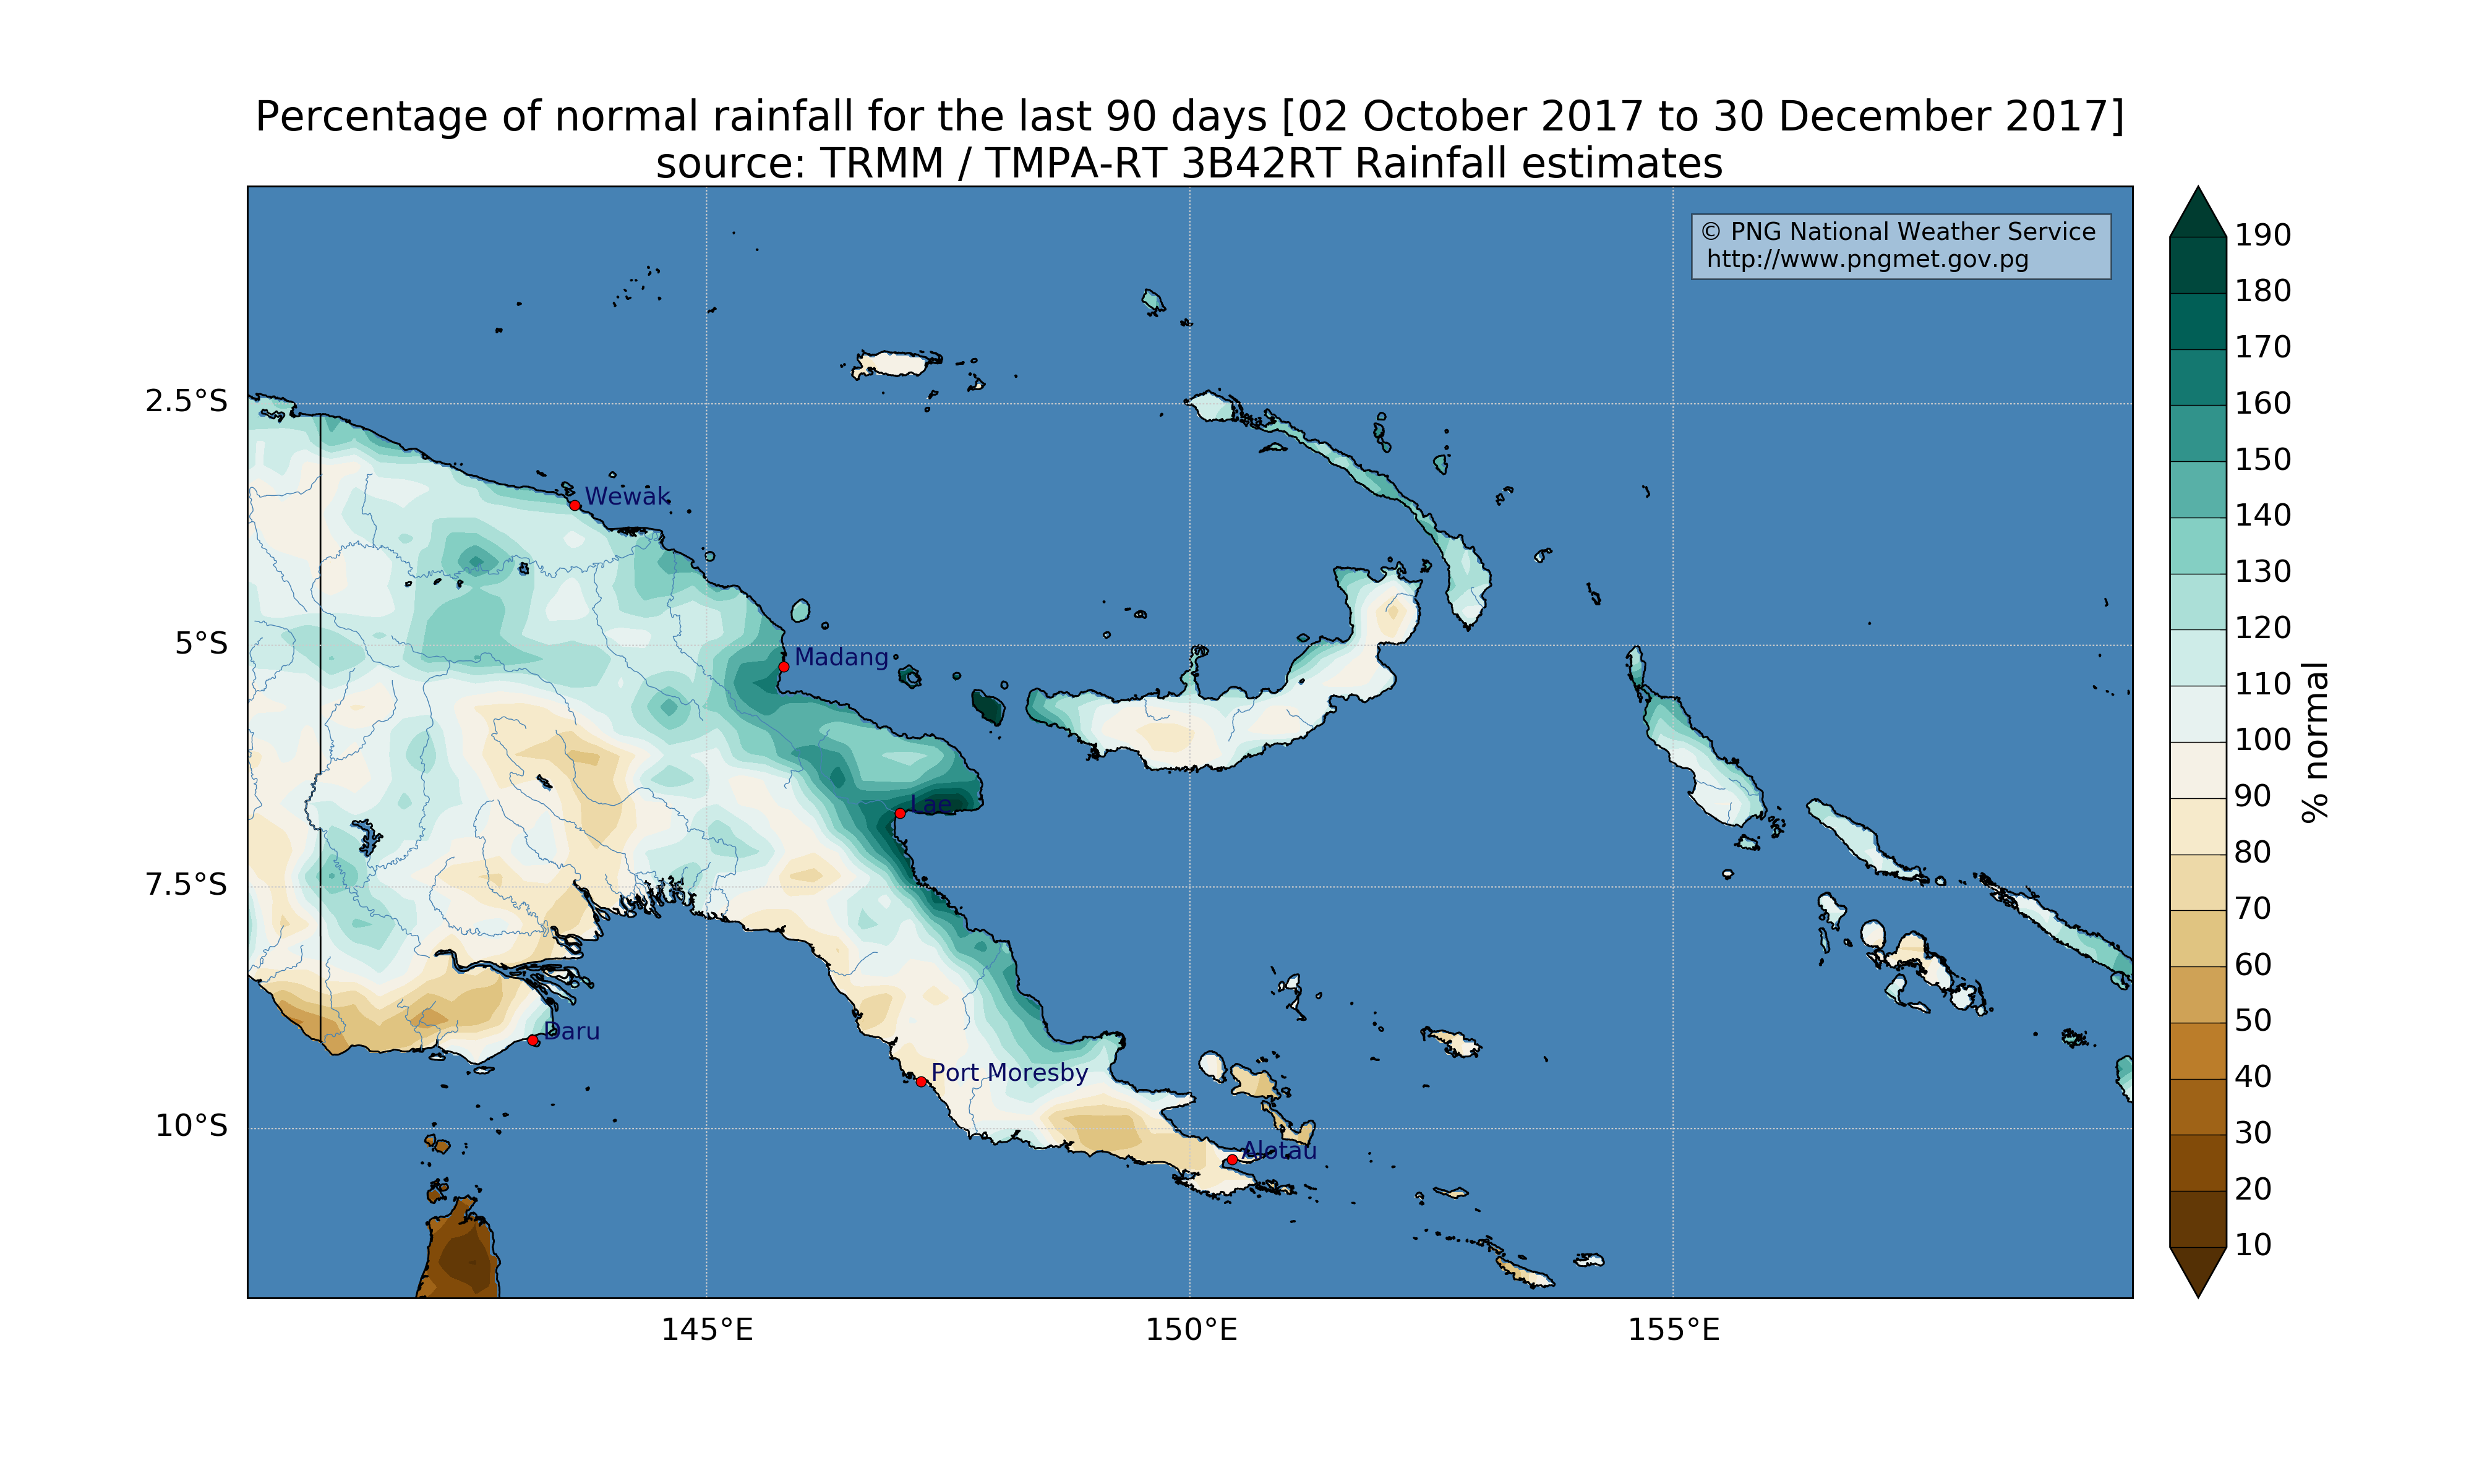 Percentage of normal rainfall for the last 90 days [02 October 2017 to 30 December 2017]
source: TRMM / TMPA-RT 3B42RT Rainfall estimates
© PNG National Weather Service
http://www.pngmet.gov.pg
2.5°S
5°S
7.5°S
10°S
145°E
150°E
155°E
Wewak
Madang
Lae
Daru
Port Moresby
Alotau
190
180
170
160
150
140
130
120
110
100
90
80
70
60
50
40
30
20
10
% normal